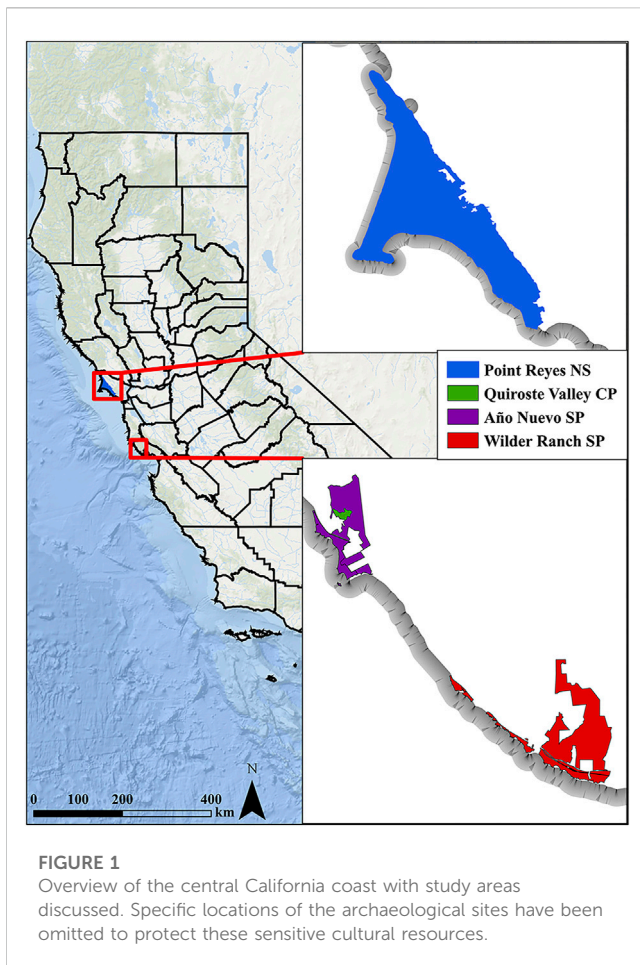 Point Reyes NS
Quiroste Valley CP
Año Nuevo SP
Wilder Ranch SP
N
0 100 200 400
km
FIGURE 1
Overview of the central California coast with study areas
discussed. Specific locations of the archaeological sites have been
omitted to protect these sensitive cultural resources.